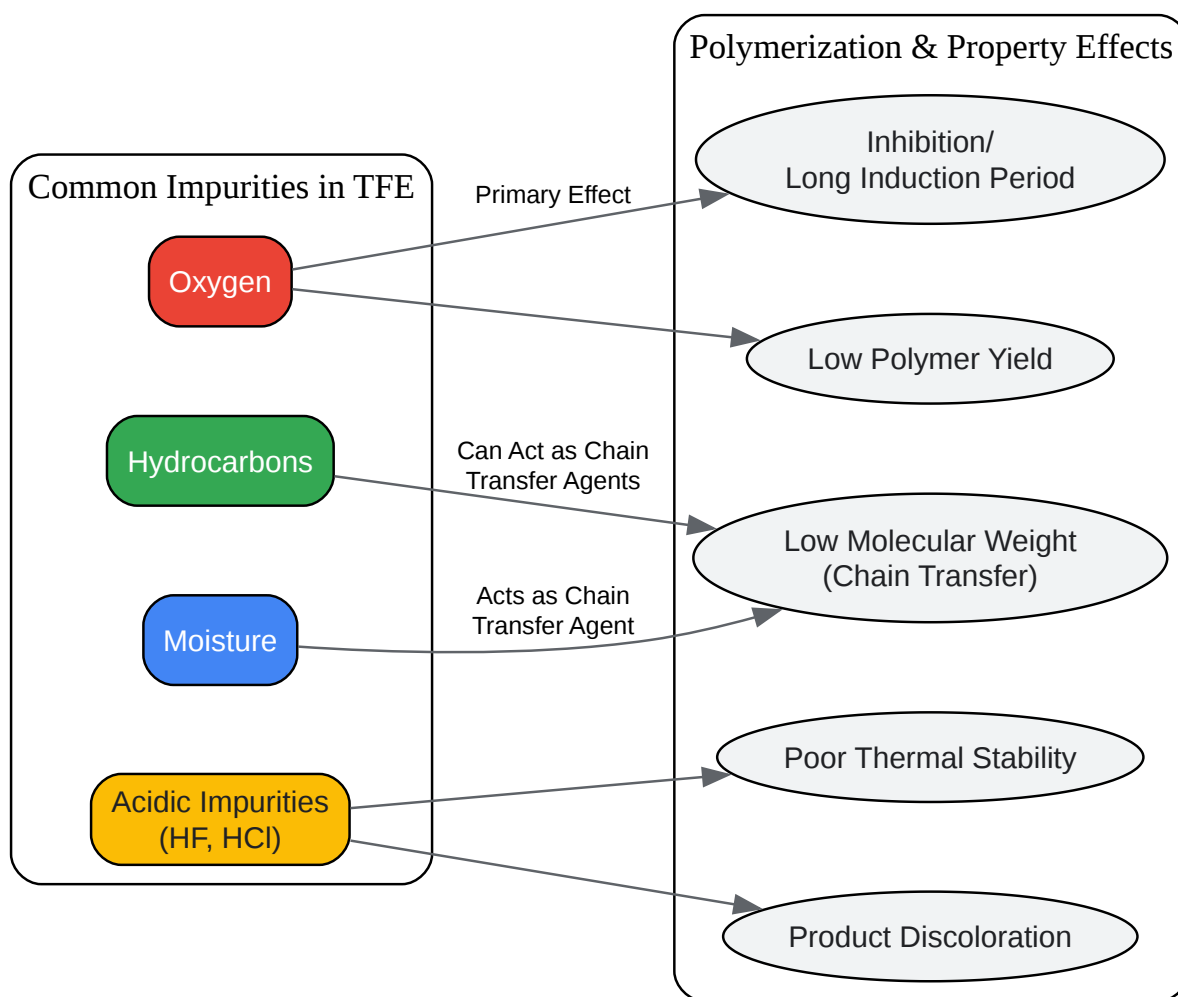 Polymerization & Property Effects
Inhibition/
Long Induction Period
Common Impurities in TFE
Primary Effect
Oxygen
Low Polymer Yield
Can Act as Chain
Transfer Agents
Hydrocarbons
Low Molecular Weight
(Chain Transfer)
Acts as Chain
Transfer Agent
Moisture
Poor Thermal Stability
Acidic Impurities
(HF, HCl)
Product Discoloration